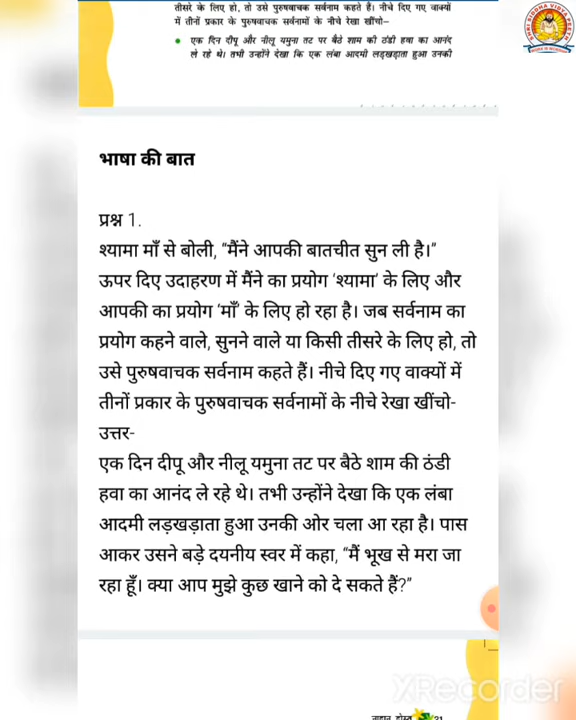 तीसरे के लिए हो, तो उसे पुरुषवाचक सर्वनाम कहते हैं। नीचे दिए गए वाक्यों
में तीनों प्रकार के पुरुषवाचक सर्वनामों के नीचे रेखा खींचो–
• एक दिन दीपू और नीलू यमुना तट पर बैठे शाम की ठंडी हवा का आनंद
ले रहे थे। तभी उन्होंने देखा कि एक लंबा आदमी लड़खड़ाता हुआ उनकी
भाषा की बात
प्रश्न 1.
श्यामा माँ से बोली, “मैंने आपकी बातचीत सुन ली है।”
ऊपर दिए उदाहरण में मैंने का प्रयोग ‘श्यामा’ के लिए और
आपकी का प्रयोग ‘माँ’ के लिए हो रहा है। जब सर्वनाम का
प्रयोग कहने वाले, सुनने वाले या किसी तीसरे के लिए हो, तो
उसे पुरुषवाचक सर्वनाम कहते हैं। नीचे दिए गए वाक्यों में
तीनों प्रकार के पुरुषवाचक सर्वनामों के नीचे रेखा खींचो-
उत्तर-
एक दिन दीपू और नीलू यमुना तट पर बैठे शाम की ठंडी
हवा का आनंद ले रहे थे। तभी उन्होंने देखा कि एक लंबा
आदमी लड़खड़ाता हुआ उनकी ओर चला आ रहा है। पास
आकर उसने बड़े दयनीय स्वर में कहा, “मैं भूख से मरा जा
रहा हूँ। क्या आप मुझे कुछ खाने को दे सकते हैं?”
XRecorder